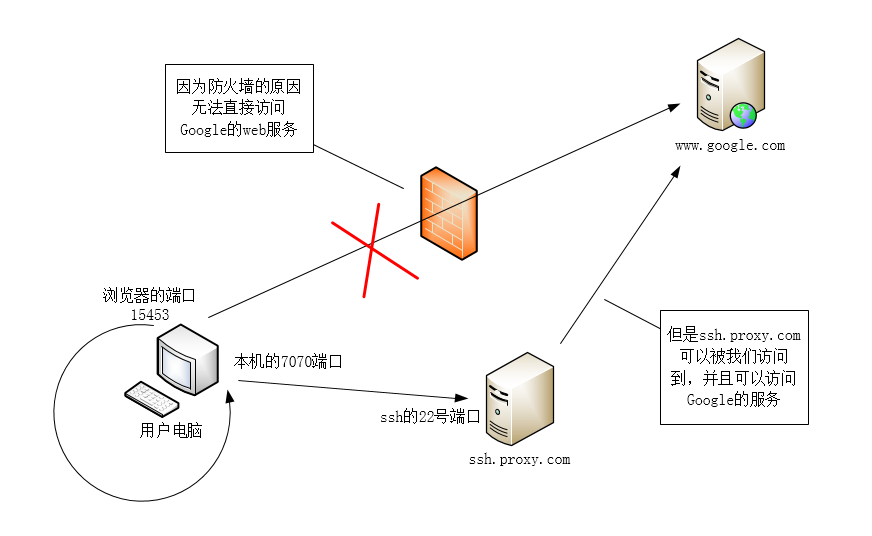 因为防火墙的原因
无法直接访问
Google的web服务
www.google.com
浏览器的端口
15453
本机的7070端口
用户电脑
ssh的22号端口
ssh.proxy.com
但是ssh.proxy.com
可以被我们访问
到，并且可以访问
Google的服务